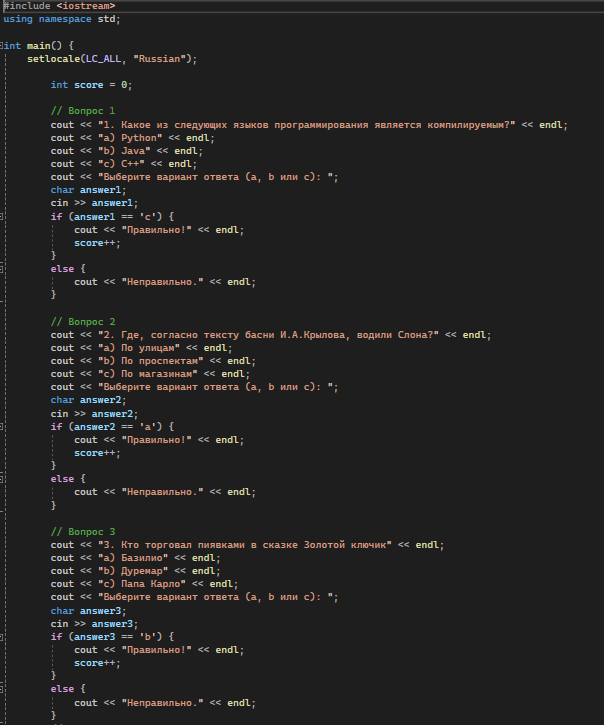 #include <iostream>
using namespace std;
int main() {
setlocale(LC_ALL, "Russian");
int score = 0;
// Вопрос 1
cout << "1. Какое из следующих языков программирования является компилируемым?" << endl;
cout << "a) Python" << endl;
cout << "b) Java" << endl;
cout << "c) C++" << endl;
cout << "Выберите вариант ответа (a, b или c): ";
char answer1;
cin >> answer1;
if (answer1 == 'c') {
cout << "Правильно!" << endl;
score++;
}
else {
cout << "Неправильно." << endl;
}
// Вопрос 2
cout << "2. Где, согласно тексту басни И.А.Крылова, водили Слона?" << endl;
cout << "a) По улицам" << endl;
cout << "b) По проспектам" << endl;
cout << "c) По магазинам" << endl;
cout << "Выберите вариант ответа (a, b или c): ";
char answer2;
cin >> answer2;
if (answer2 == 'a') {
cout << "Правильно!" << endl;
score++;
}
else {
cout << "Неправильно." << endl;
}
// Вопрос 3
cout << "3. Кто торговал пиявками в сказке Золотой ключик" << endl;
cout << "a) Базилио" << endl;
cout << "b) Дуремар" << endl;
cout << "c) Папа Карло" << endl;
cout << "Выберите вариант ответа (a, b или c): ";
char answer3;
cin >> answer3;
if (answer3 == 'b') {
cout << "Правильно!" << endl;
score++;
}
else {
cout << "Неправильно." << endl;
}